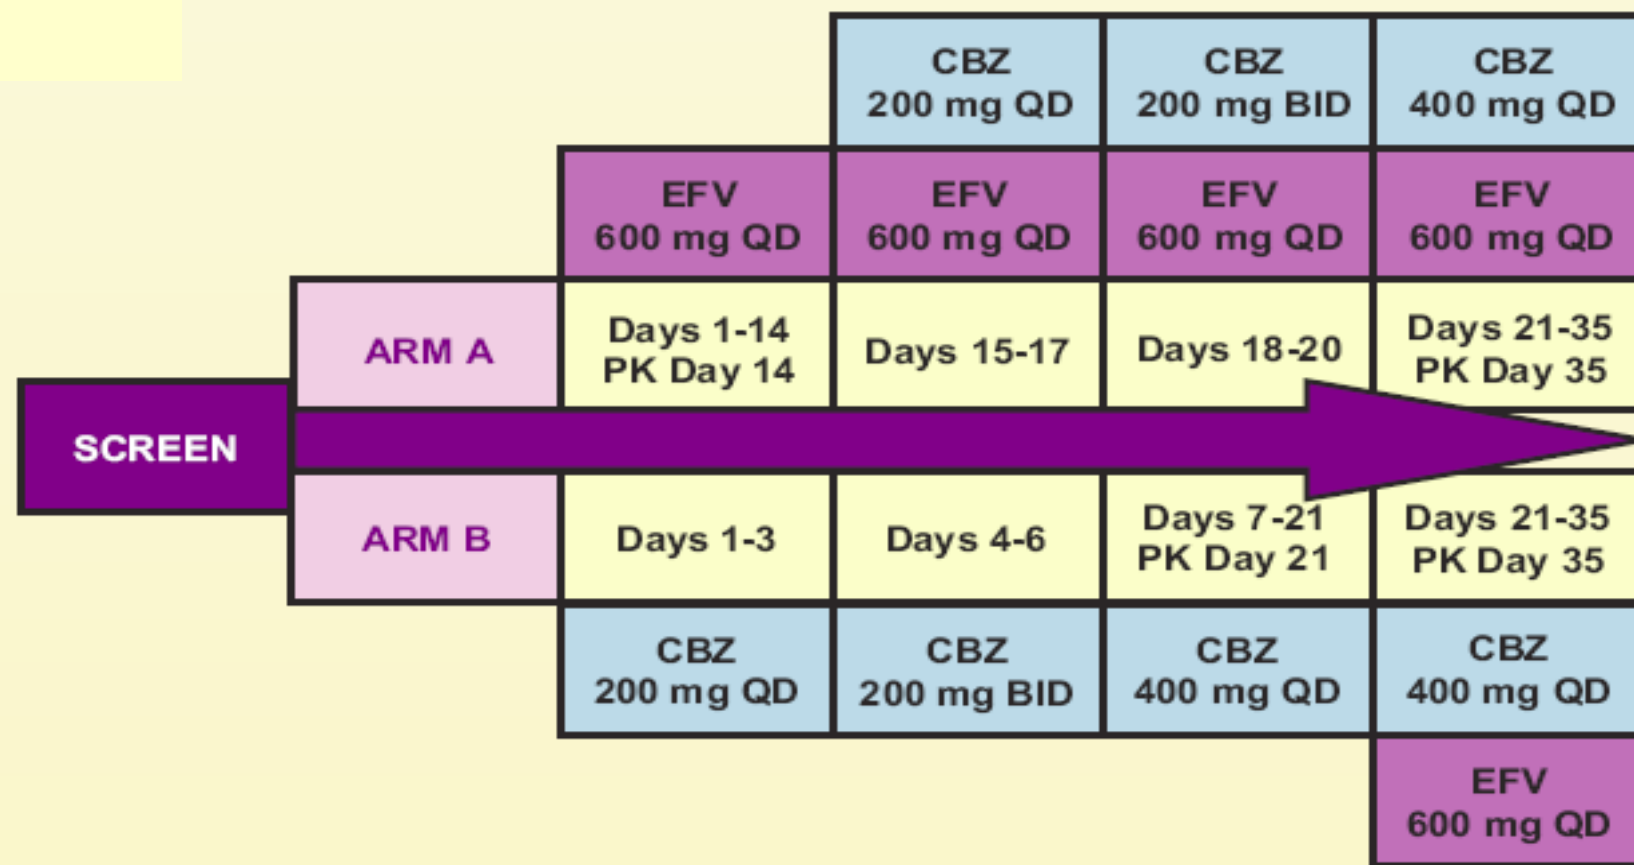 CBZ
200 mg QD
CBZ
200 mg BID
CBZ
400 mg QD
EFV
600 mg QD
EFV
600 mg QD
EFV
600 mg QD
EFV
600 mg QD
ARM A
Days 1-14
PK Day 14
Days 15-17
Days 18-20
Days 21-35
PK Day 35
SCREEN
ARM B
Days 1-3
Days 4-6
Days 7-21
PK Day 21
Days 21-35
PK Day 35
CBZ
200 mg QD
CBZ
200 mg BID
CBZ
400 mg QD
CBZ
400 mg QD
EFV
600 mg QD